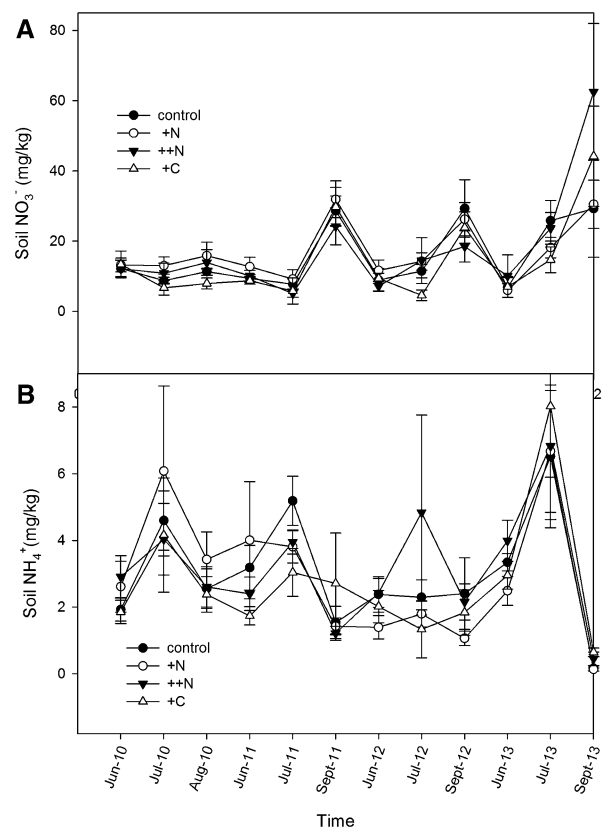 A
80
60
40
20
0
Soil NO3- (mg/kg)
control
+N
++N
+C
0 2
B
8
6
4
2
0
Soil NH4+(mg/kg)
control
+N
++N
+C
Jun-10 Jul-10 Aug-10 Jun-11 Jul-11 Sept-11 Jun-12 Jul-12 Sept-12 Jun-13 Jul-13 Sept-13
Time